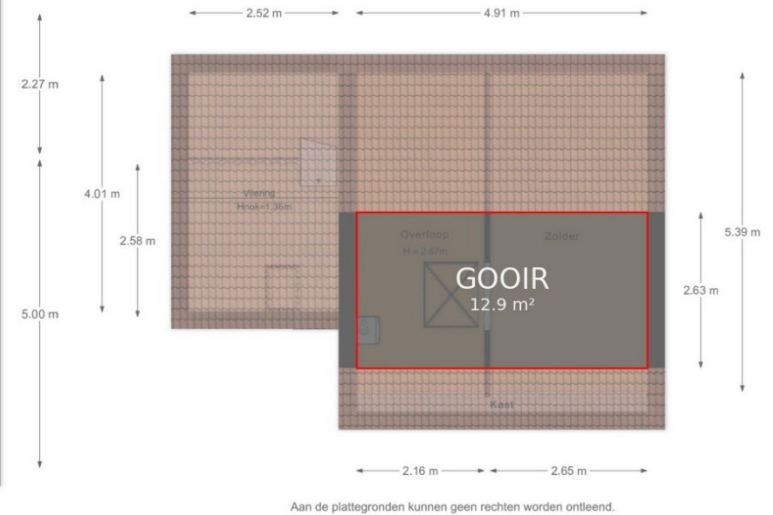 2.52 m
4.91 m
2.27 m
4.01 m
Vliering
Hnok=1.36m
2.58 m
Overloop
H = 2.67m
Zolder
5.39 m
GOOIR
12.9 m²
2.63 m
5.00 m
Kast
2.16 m
2.65 m
Aan de plattegronden kunnen geen rechten worden ontleend.